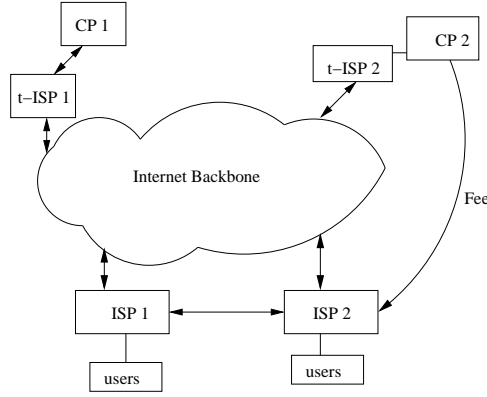 CP 1
CP 2
t−ISP 2
t−ISP 1
Internet Backbone
Fee
ISP 1
ISP 2
users
users